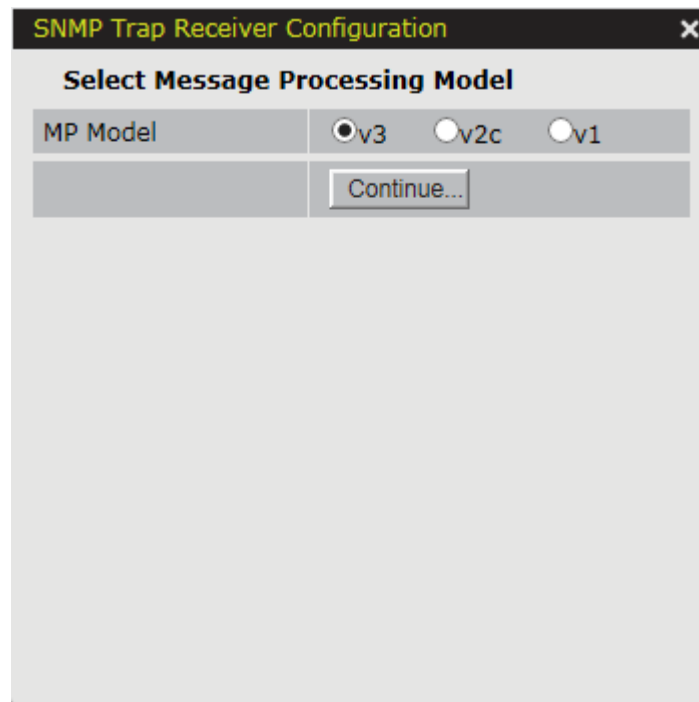 SNMP Trap Receiver Configuration
Select Message Processing Model
MP Model v3 v2c v1
Continue...